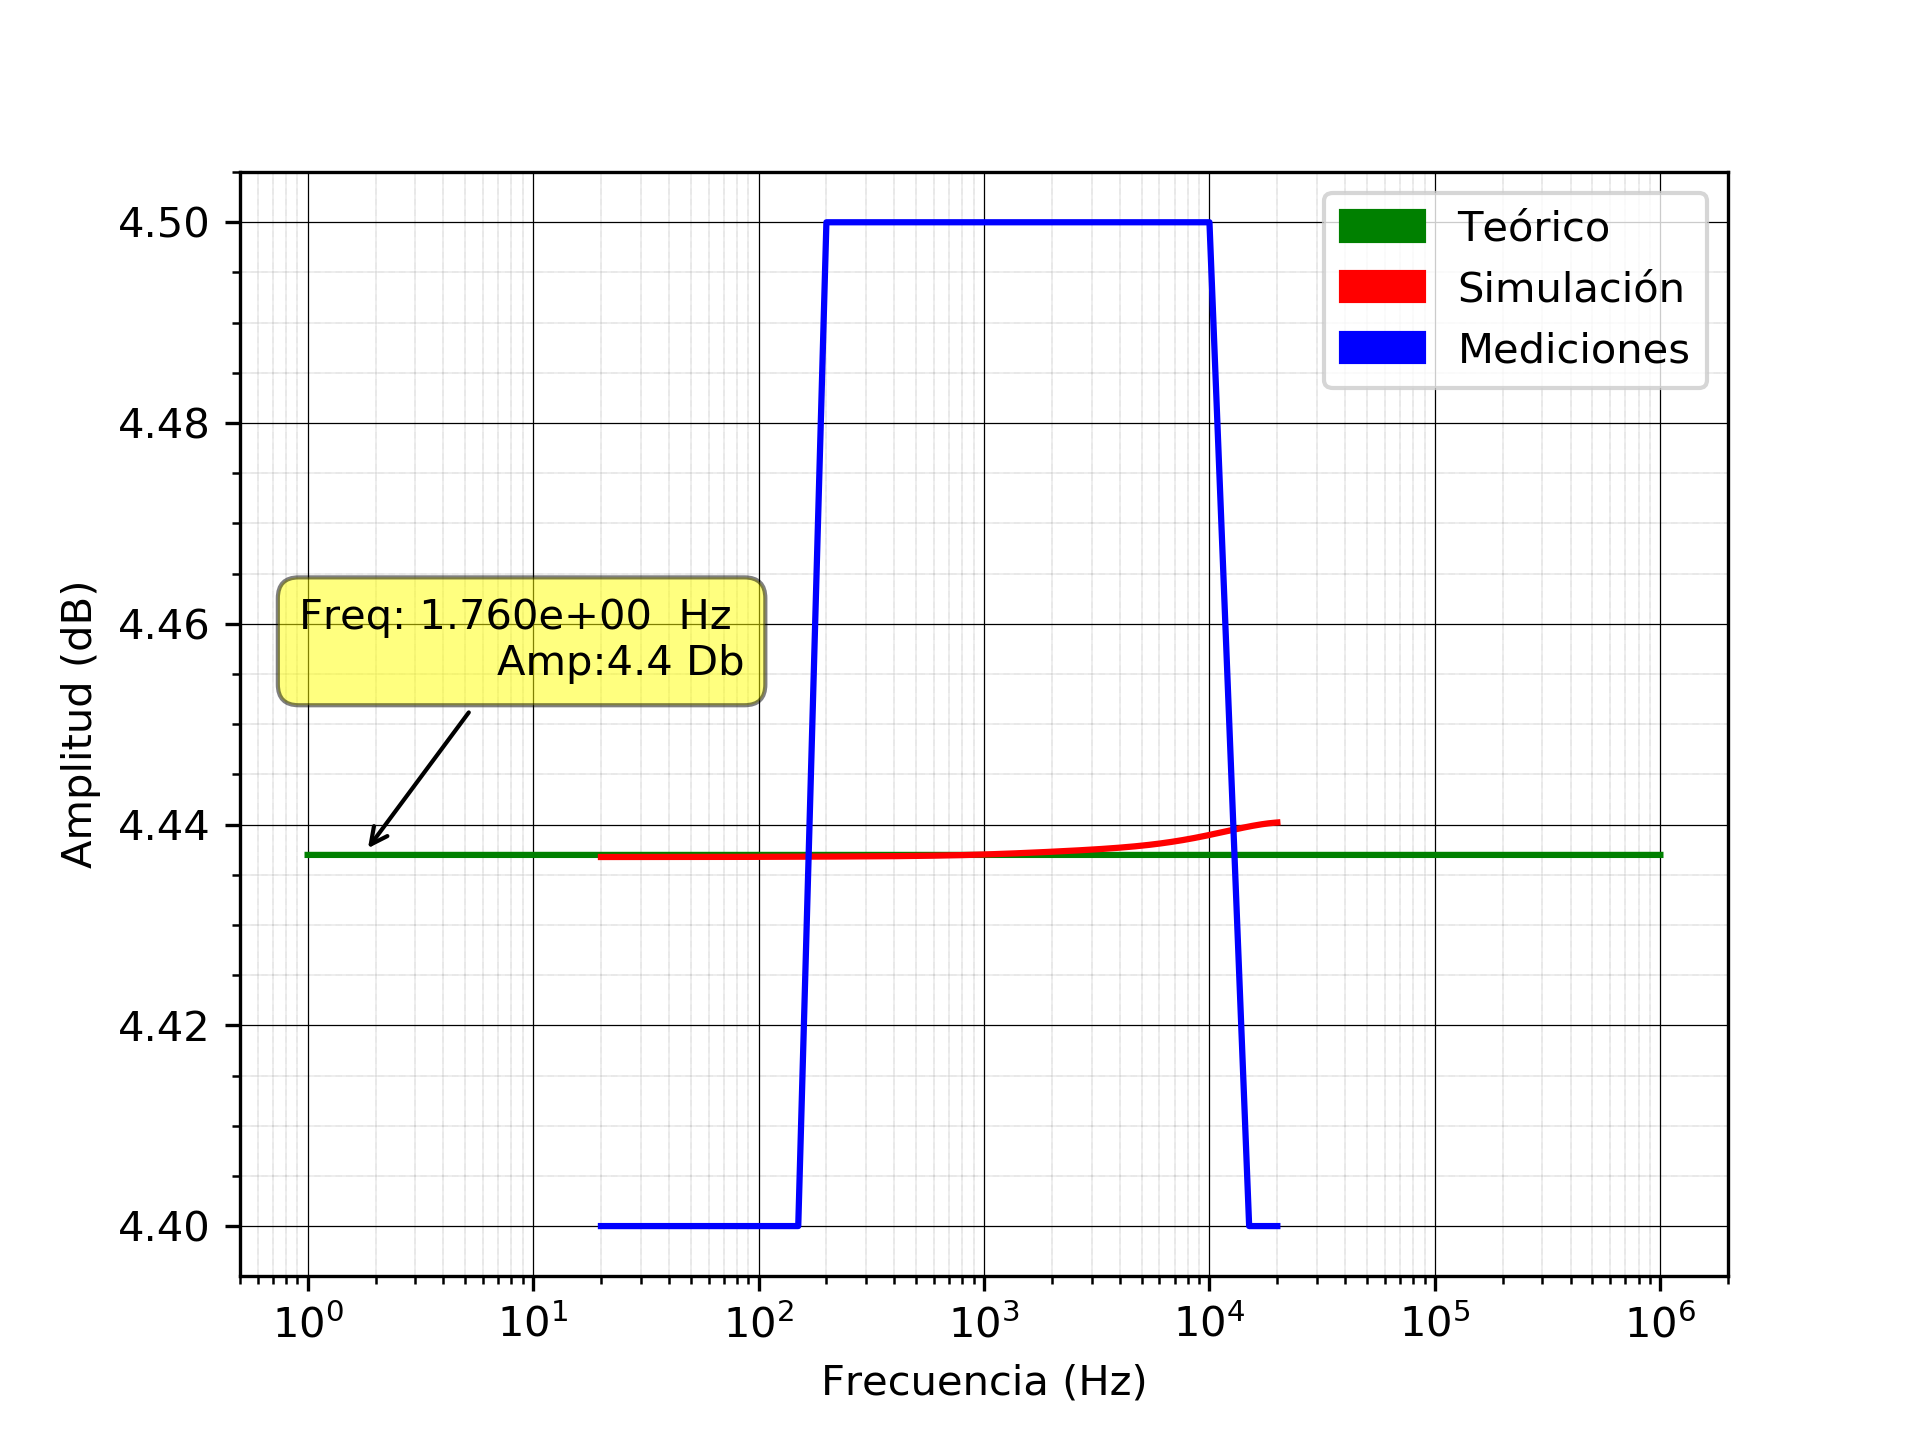 4.50
4.48
4.46
4.44
4.42
4.40
Amplitud (dB)
Teórico
Simulación
Mediciones
Freq: 1.760e+00  Hz
Amp:4.4 Db
10⁰ 10¹ 10² 10³ 10⁴ 10⁵ 10⁶
Frecuencia (Hz)